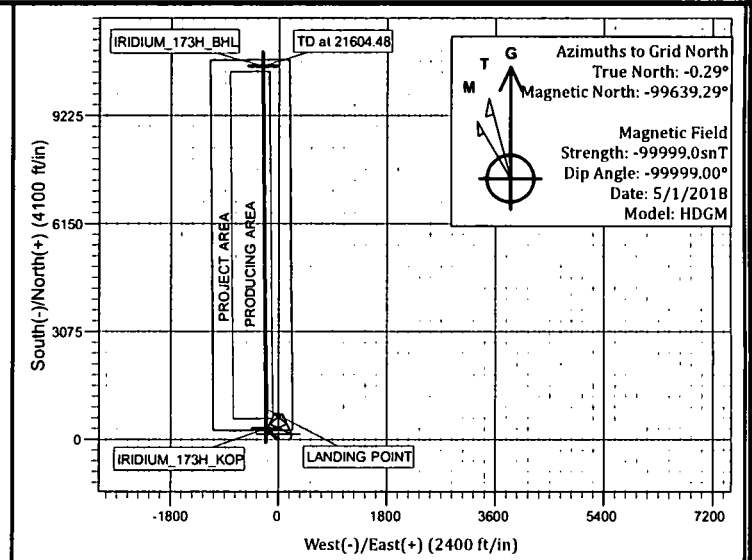 IRIDIUM_173H_BHL
TD at 21604.48
T G
M
Azimuths to Grid North
True North: -0.29°
Magnetic North: -99639.29°
Magnetic Field
Strength: -99999.0snT
Dip Angle: -99999.00°
Date: 5/1/2018
Model: HDGM
9225
6150
3075
0
South(-)/North(+) (4100 ft/in)
PROJECT AREA
PRODUCING AREA
IRIDIUM_173H_KOP
LANDING POINT
-1800 0 1800 3600 5400 7200
West(-)/East(+) (2400 ft/in)